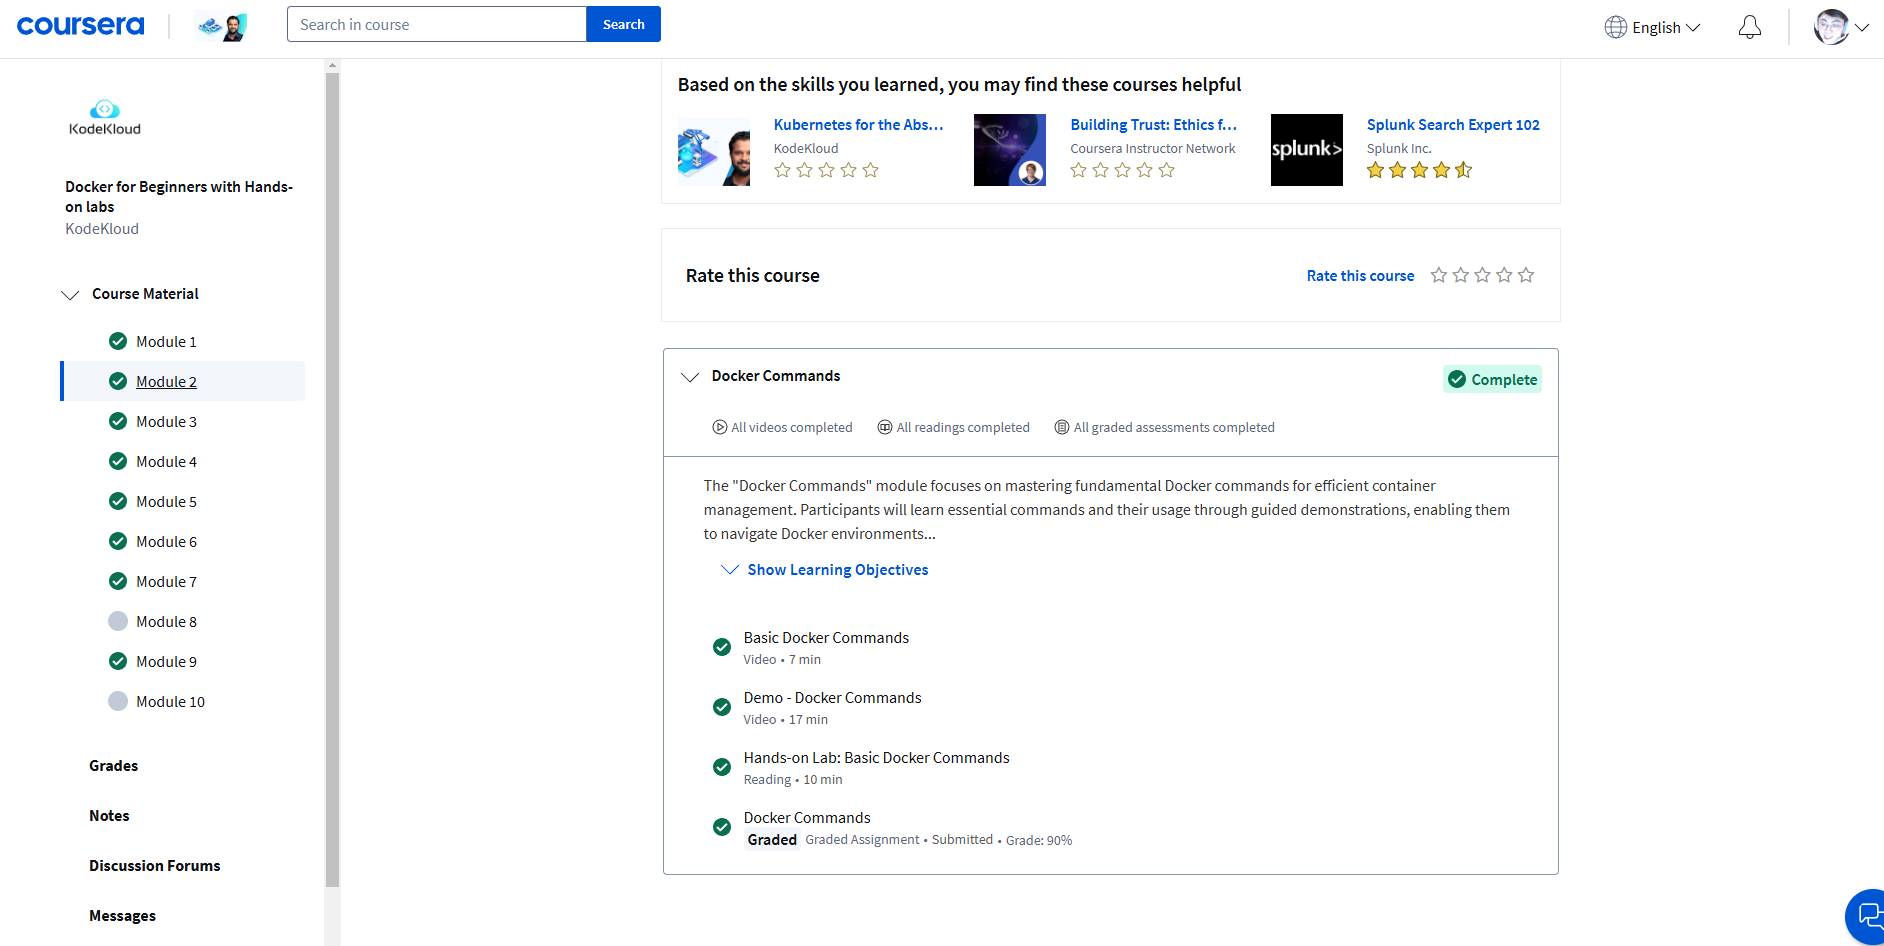 coursera
Search in course
Search
English
KodeKloud
Docker for Beginners with Hands-
on labs
KodeKloud
Course Material
Module 1
Module 2
Module 3
Module 4
Module 5
Module 6
Module 7
Module 8
Module 9
Module 10
Grades
Notes
Discussion Forums
Messages
Based on the skills you learned, you may find these courses helpful
Kubernetes for the Abs...
KodeKloud
splunk>
Building Trust: Ethics f...
Coursera Instructor Network
Splunk Search Expert 102
Splunk Inc.
Rate this course
Rate this course
Docker Commands
Complete
All videos completed
All readings completed
All graded assessments completed
The "Docker Commands" module focuses on mastering fundamental Docker commands for efficient container
management. Participants will learn essential commands and their usage through guided demonstrations, enabling them
to navigate Docker environments...
Show Learning Objectives
Basic Docker Commands
Video • 7 min
Demo - Docker Commands
Video • 17 min
Hands-on Lab: Basic Docker Commands
Reading • 10 min
Docker Commands
Graded Graded Assignment • Submitted • Grade: 90%